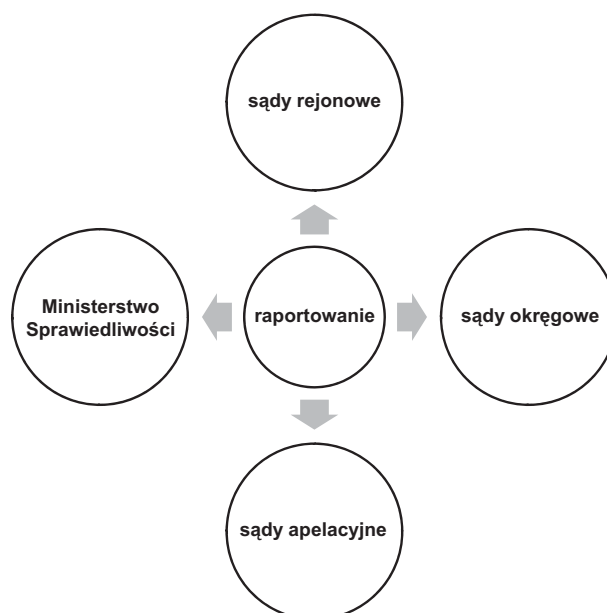 sądy rejonowe
Ministerstwo
Sprawiedliwości
raportowanie
sądy okręgowe
sądy apelacyjne